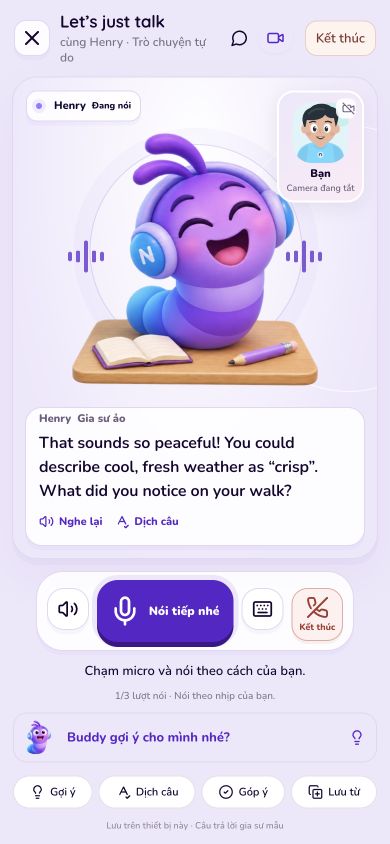 Let’s just talk
cùng Henry · Trò chuyện tự
do
Kết thúc
Henry Đang nói
Bạn
Camera đang tắt
N
Henry Gia sư ảo
That sounds so peaceful! You could
describe cool, fresh weather as “crisp”.
What did you notice on your walk?
Nghe lại Dịch câu
Nói tiếp nhé
Kết thúc
Chạm micro và nói theo cách của bạn.
1/3 lượt nói · Nói theo nhịp của bạn.
Buddy gợi ý cho mình nhé?
Gợi ý Dịch câu Góp ý Lưu từ
Lưu trên thiết bị này · Câu trả lời gia sư mẫu